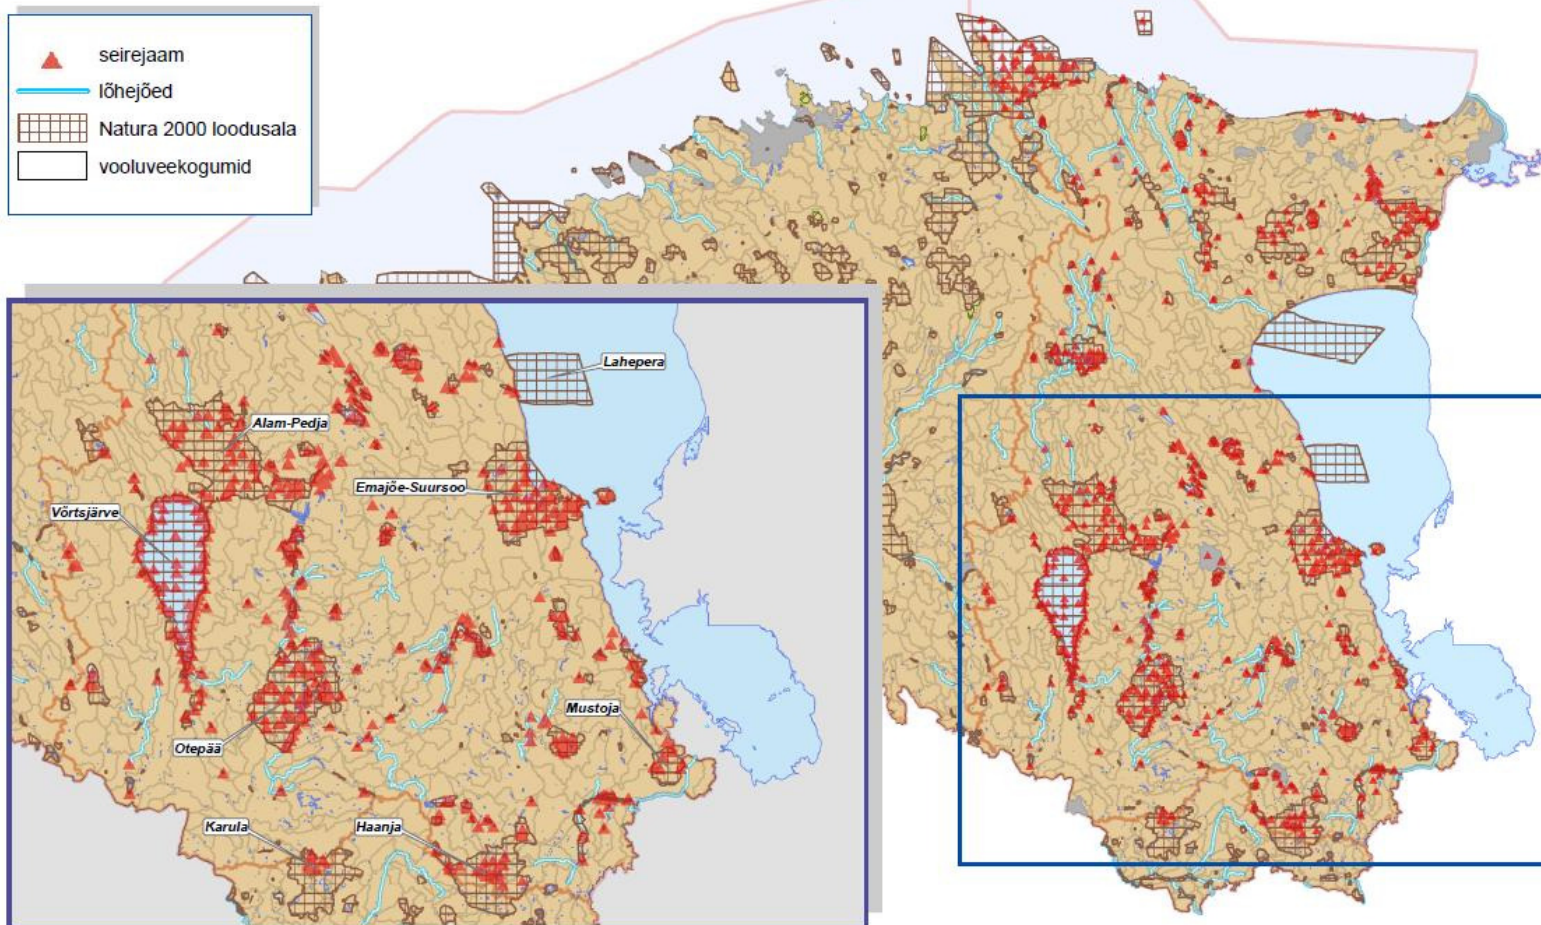 seirejaam
lõhejõed
Natura 2000 loodusala
vooluveekogumid
Lahepera
Alam-Pedja
Emajõe-Suursoo
Võrtsjärve
Mustoja
Otepää
Karula
Haanja